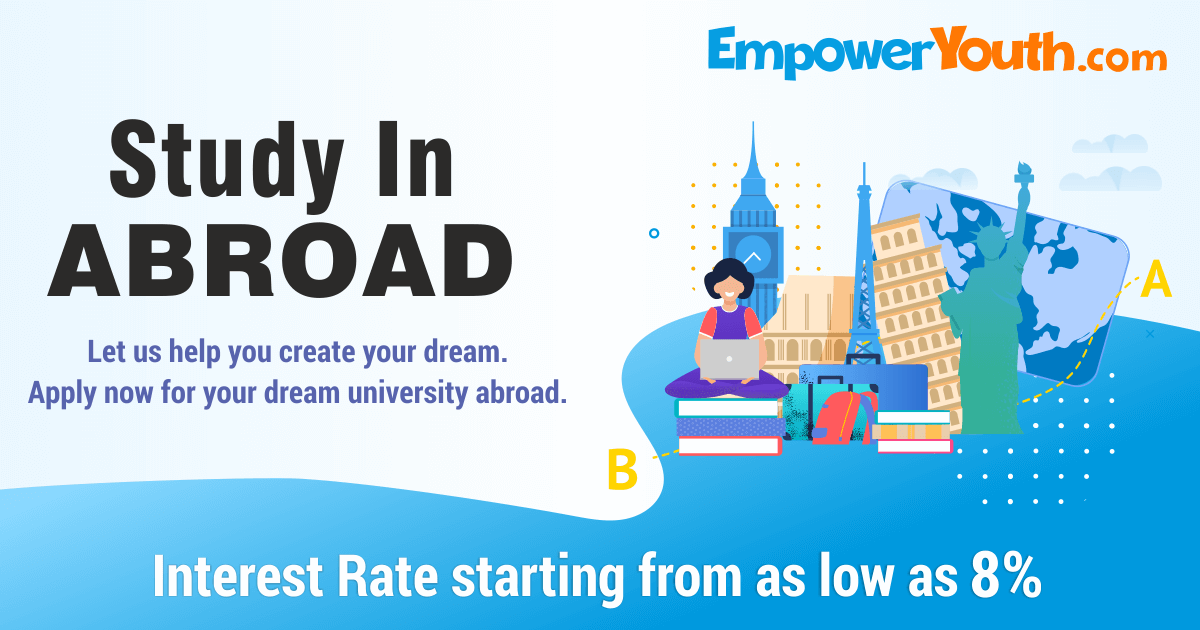 EmpowerYouth.com
Study In
ABROAD
Let us help you create your dream.
Apply now for your dream university abroad.
A
B
Interest Rate starting from as low as 8%